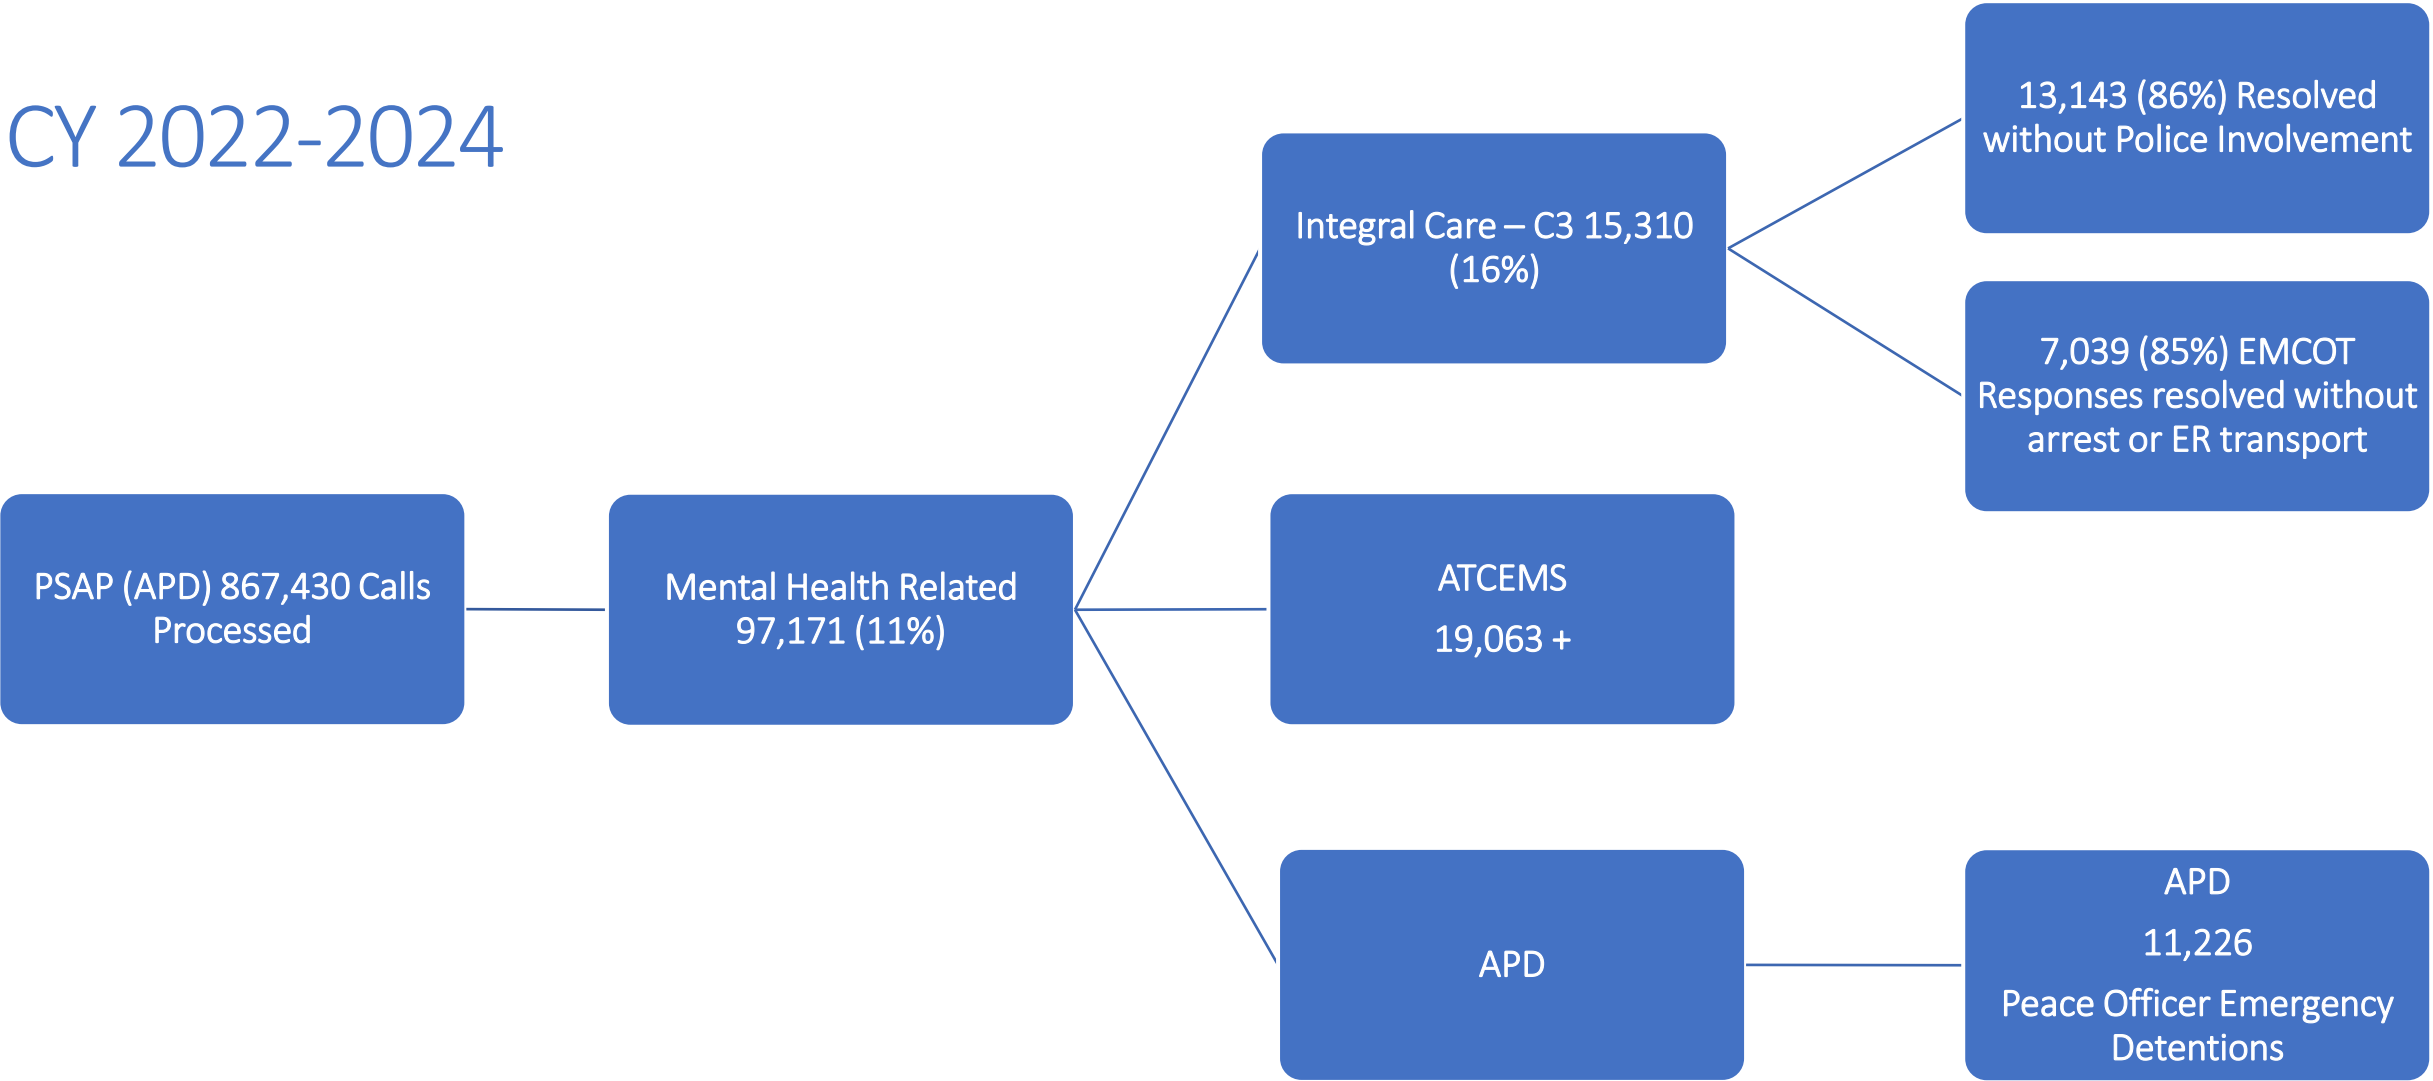 CY 2022-2024
PSAP (APD) 867,430 Calls
Processed
Mental Health Related
97,171 (11%)
Integral Care – C3 15,310
(16%)
13,143 (86%) Resolved
without Police Involvement
7,039 (85%) EMCOT
Responses resolved without
arrest or ER transport
ATCEMS
19,063 +
APD
APD
11,226
Peace Officer Emergency
Detentions